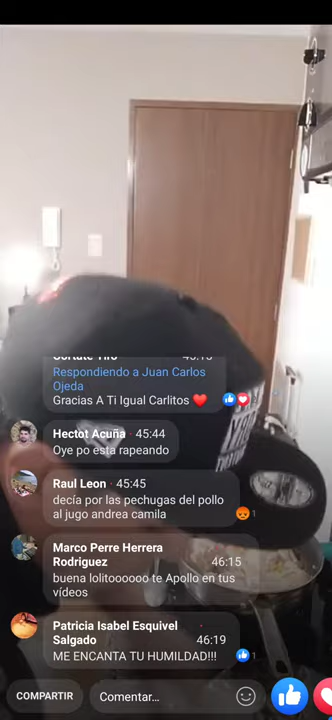 Respondiendo a Juan Carlos
Ojeda
Gracias A Ti Igual Carlitos ❤️
Hectot Acuña · 45:44
Oye po esta rapeando
Raul Leon · 45:45
decía por las pechugas del pollo
al jugo andrea camila
1
Marco Perre Herrera
Rodriguez 46:15
buena lolitoooooo te Apollo en tus
vídeos
Patricia Isabel Esquivel
Salgado 46:19
ME ENCANTA TU HUMILDAD!!!
1
COMPARTIR
Comentar...